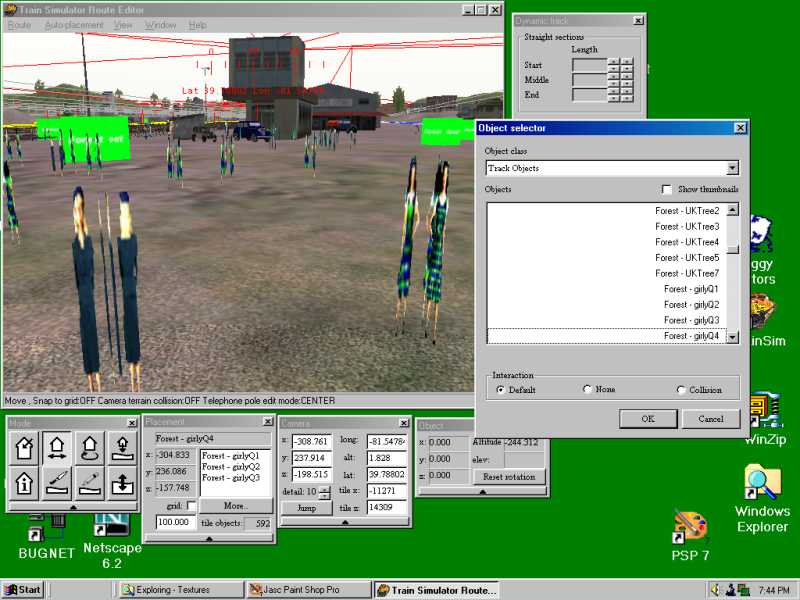 Train Simulator Route Editor
Route Auto-placement View Window Help
Move , Snap to grid:OFF Camera terrain collision:OFF Telephone pole edit mode:CENTER
Dynamic track
Straight sections
Length
Start
Middle
End
Object selector
Object class
Track Objects
Objects
Show thumbnails
Forest - UKTree2
Forest - UKTree3
Forest - UKTree4
Forest - UKTree5
Forest - UKTree7
Forest - girlyQ1
Forest - girlyQ2
Forest - girlyQ3
Forest - girlyQ4
Interaction
Default
None
Collision
OK
Cancel
Mode
Placement
Forest - girlyQ4
x: -304.833
y: 236.086
z: -157.748
Forest - girlyQ1
Forest - girlyQ2
Forest - girlyQ3
grid:
More...
100.000
tile objects: 592
Camera
x: -308.761 long: -81.5478
y: 237.914 alt: 1.828
z: -198.515 lat: 39.78802
detail: 10 tile x: -11271
Jump tile z: 14309
Object
x: 0.000 Altitude -244.312
y: 0.000 elev:
z: 0.000 Reset rotation
ggy
tors
inSim
WinZip
Windows
Explorer
PSP 7
BUGNET
Netscape
6.2
Start
Exploring - Textures
Jasc Paint Shop Pro
Train Simulator Route...
7:44 PM